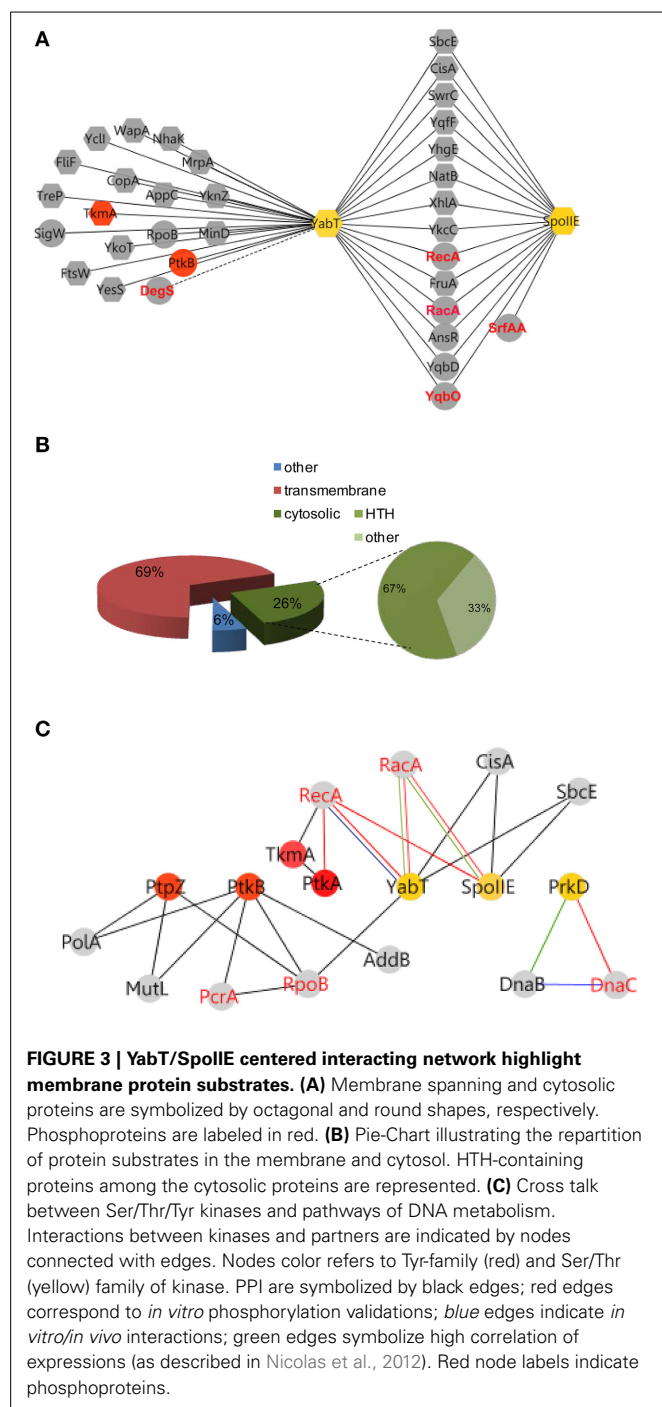 A
SbcE
CisA
SwrC
WapA
YclI
NhaK
YqfF
FliF
MrpA
YhgE
CopA
NatB
TreP
AppC
YknZ
XhlA
TkmA
YabT
SpoIIE
SigW
RpoB
MinD
YkcC
YkoT
RecA
PtkB
FtsW
FruA
YesS
DegS
RacA
SrfAA
AnsR
YqbD
YqbO
B
other
transmembrane
cytosolic HTH
other
69%
26%
6%
67%
33%
C
RacA
CisA
RecA
SbcE
TkmA
PtpZ
PtkB
PtkA
YabT
SpoIIE
PrkD
PolA
AddB
MutL
PcrA
RpoB
DnaB
DnaC
FIGURE 3 | YabT/SpoIIE centered interacting network highlight
membrane protein substrates. (A) Membrane spanning and cytosolic
proteins are symbolized by octagonal and round shapes, respectively.
Phosphoproteins are labeled in red. (B) Pie-Chart illustrating the repartition
of protein substrates in the membrane and cytosol. HTH-containing
proteins among the cytosolic proteins are represented. (C) Cross talk
between Ser/Thr/Tyr kinases and pathways of DNA metabolism.
Interactions between kinases and partners are indicated by nodes
connected with edges. Nodes color refers to Tyr-family (red) and Ser/Thr
(yellow) family of kinase. PPI are symbolized by black edges; red edges
correspond to in vitro phosphorylation validations; blue edges indicate in
vitro/in vivo interactions; green edges symbolize high correlation of
expressions (as described in Nicolas et al., 2012). Red node labels indicate
phosphoproteins.